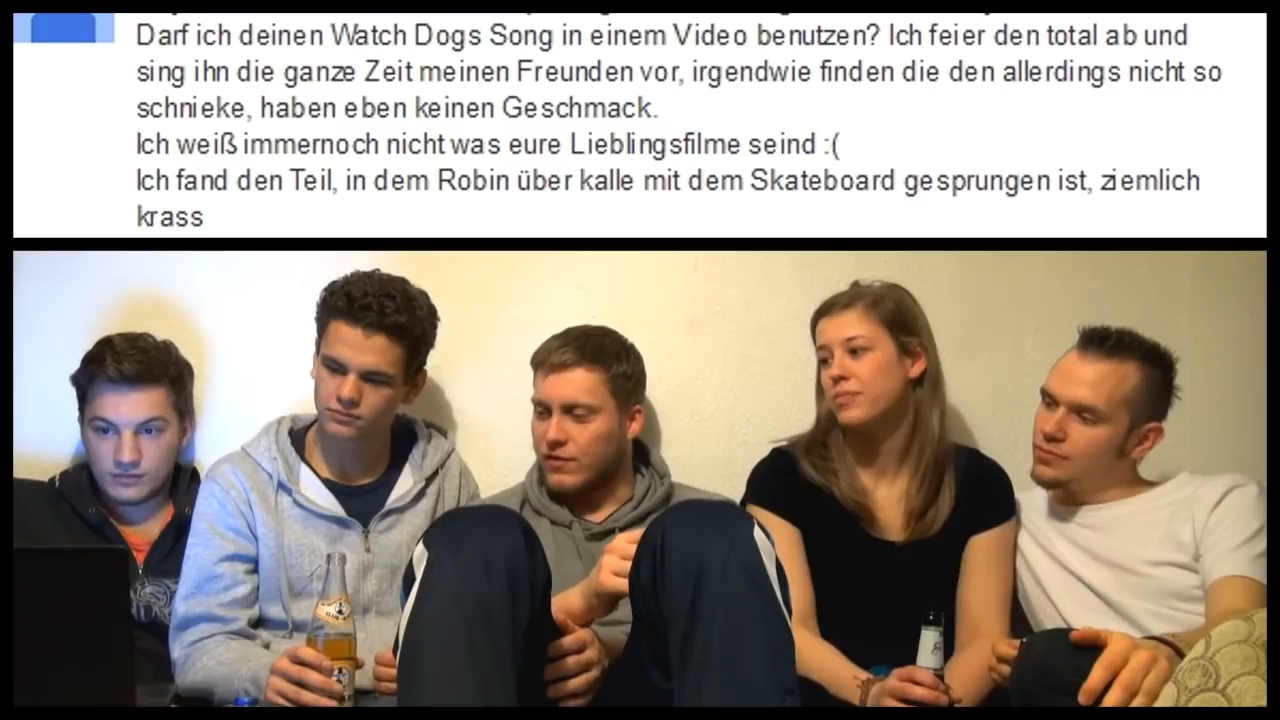 Darf ich deinen Watch Dogs Song in einem Video benutzen? Ich feier den total ab und
sing ihn die ganze Zeit meinen Freunden vor, irgendwie finden die den allerdings nicht so
schnieke, haben eben keinen Geschmack.
Ich weiß immernoch nicht was eure Lieblingsfilme seind :(
Ich fand den Teil, in dem Robin über kalle mit dem Skateboard gesprungen ist, ziemlich
krass